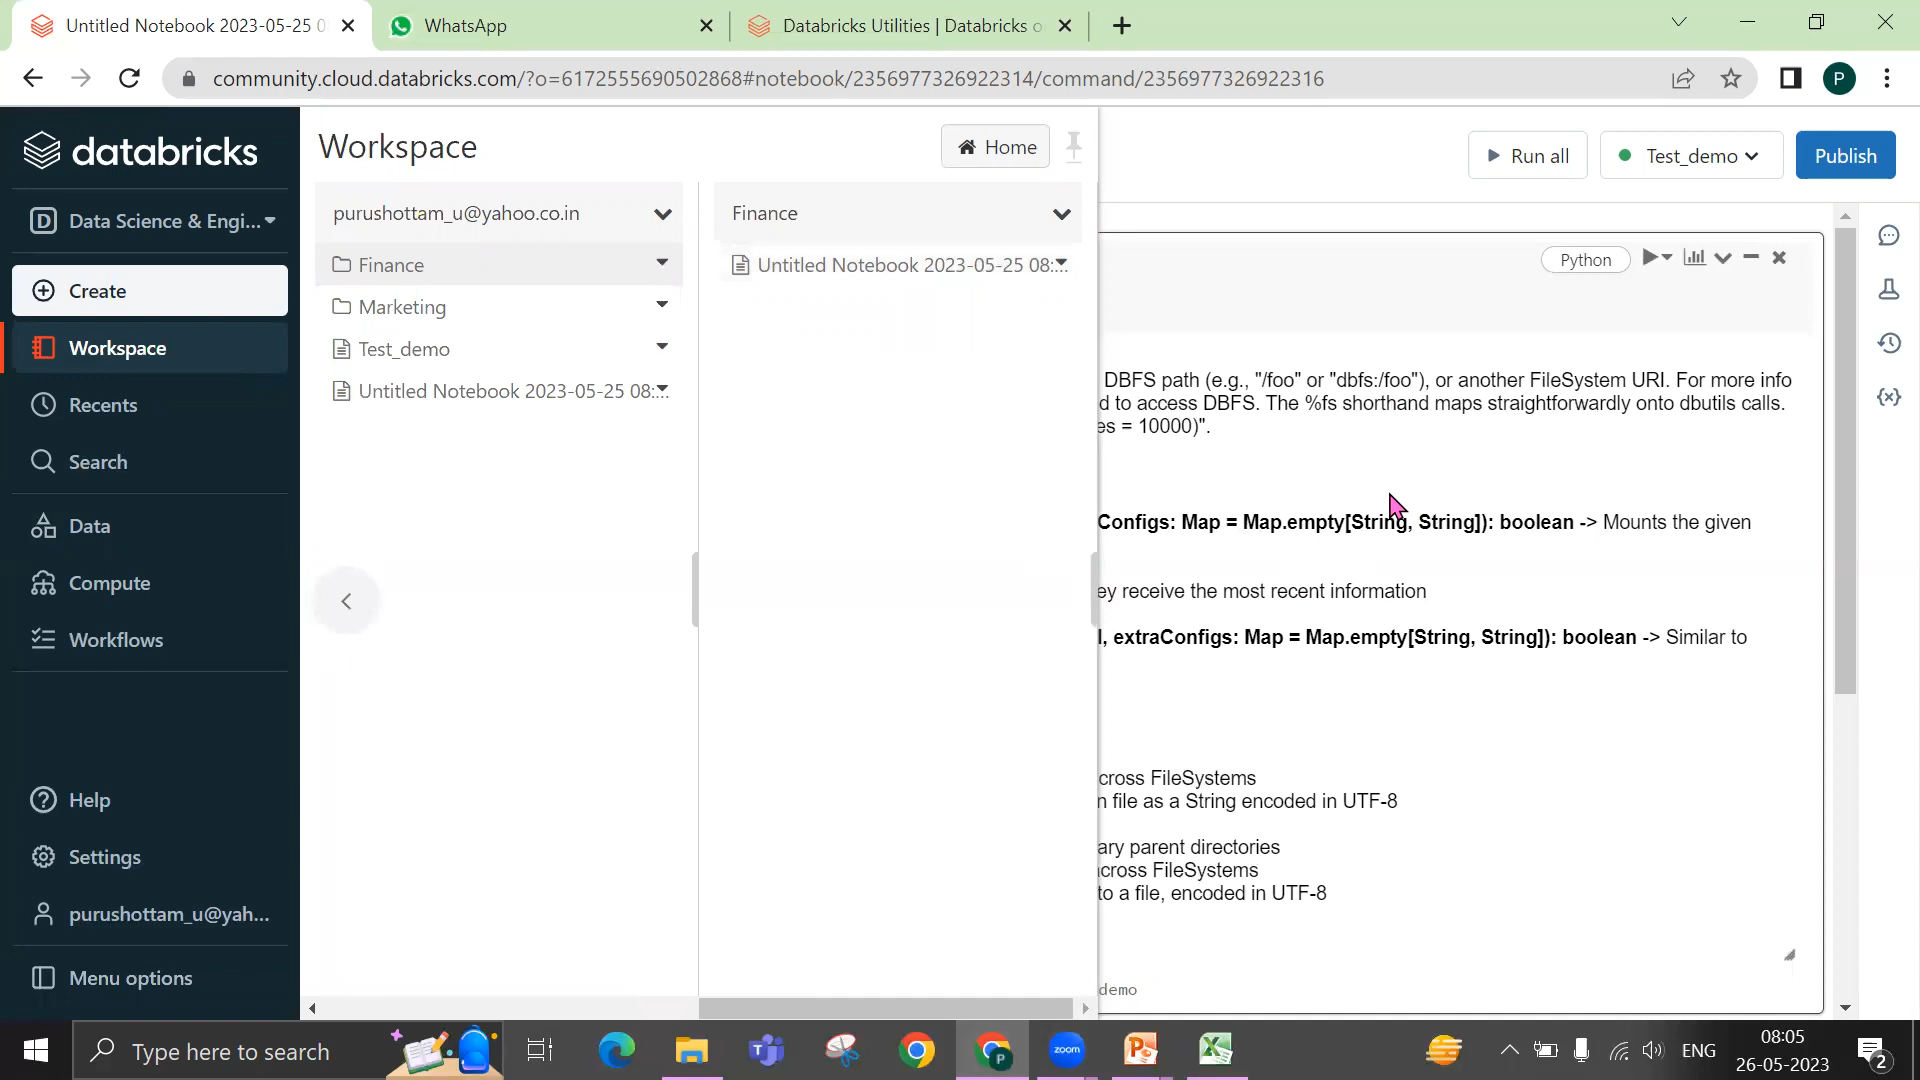 Untitled Notebook 2023-05-25 0
WhatsApp
Databricks Utilities | Databricks o
community.cloud.databricks.com/?o=6172555690502868#notebook/2356977326922314/command/2356977326922316
P
databricks
Workspace
Home
Run all
Test_demo
Publish
D
Data Science & Engi...
purushottam_u@yahoo.co.in
Finance
Create
Finance
Untitled Notebook 2023-05-25 08:...
Python
Marketing
Workspace
Test_demo
Recents
Untitled Notebook 2023-05-25 08:...
DBFS path (e.g., "/foo" or "dbfs:/foo"), or another FileSystem URI. For more info
d to access DBFS. The %fs shorthand maps straightforwardly onto dbutils calls.
es = 10000)".
Search
Data
Configs: Map = Map.empty[String, String]): boolean -> Mounts the given
Compute
ey receive the most recent information
Workflows
l, extraConfigs: Map = Map.empty[String, String]): boolean -> Similar to
cross FileSystems
n file as a String encoded in UTF-8
Help
ary parent directories
across FileSystems
to a file, encoded in UTF-8
Settings
purushottam_u@yah...
Menu options
demo
Type here to search
zoom
P
ENG
08:05
26-05-2023
2